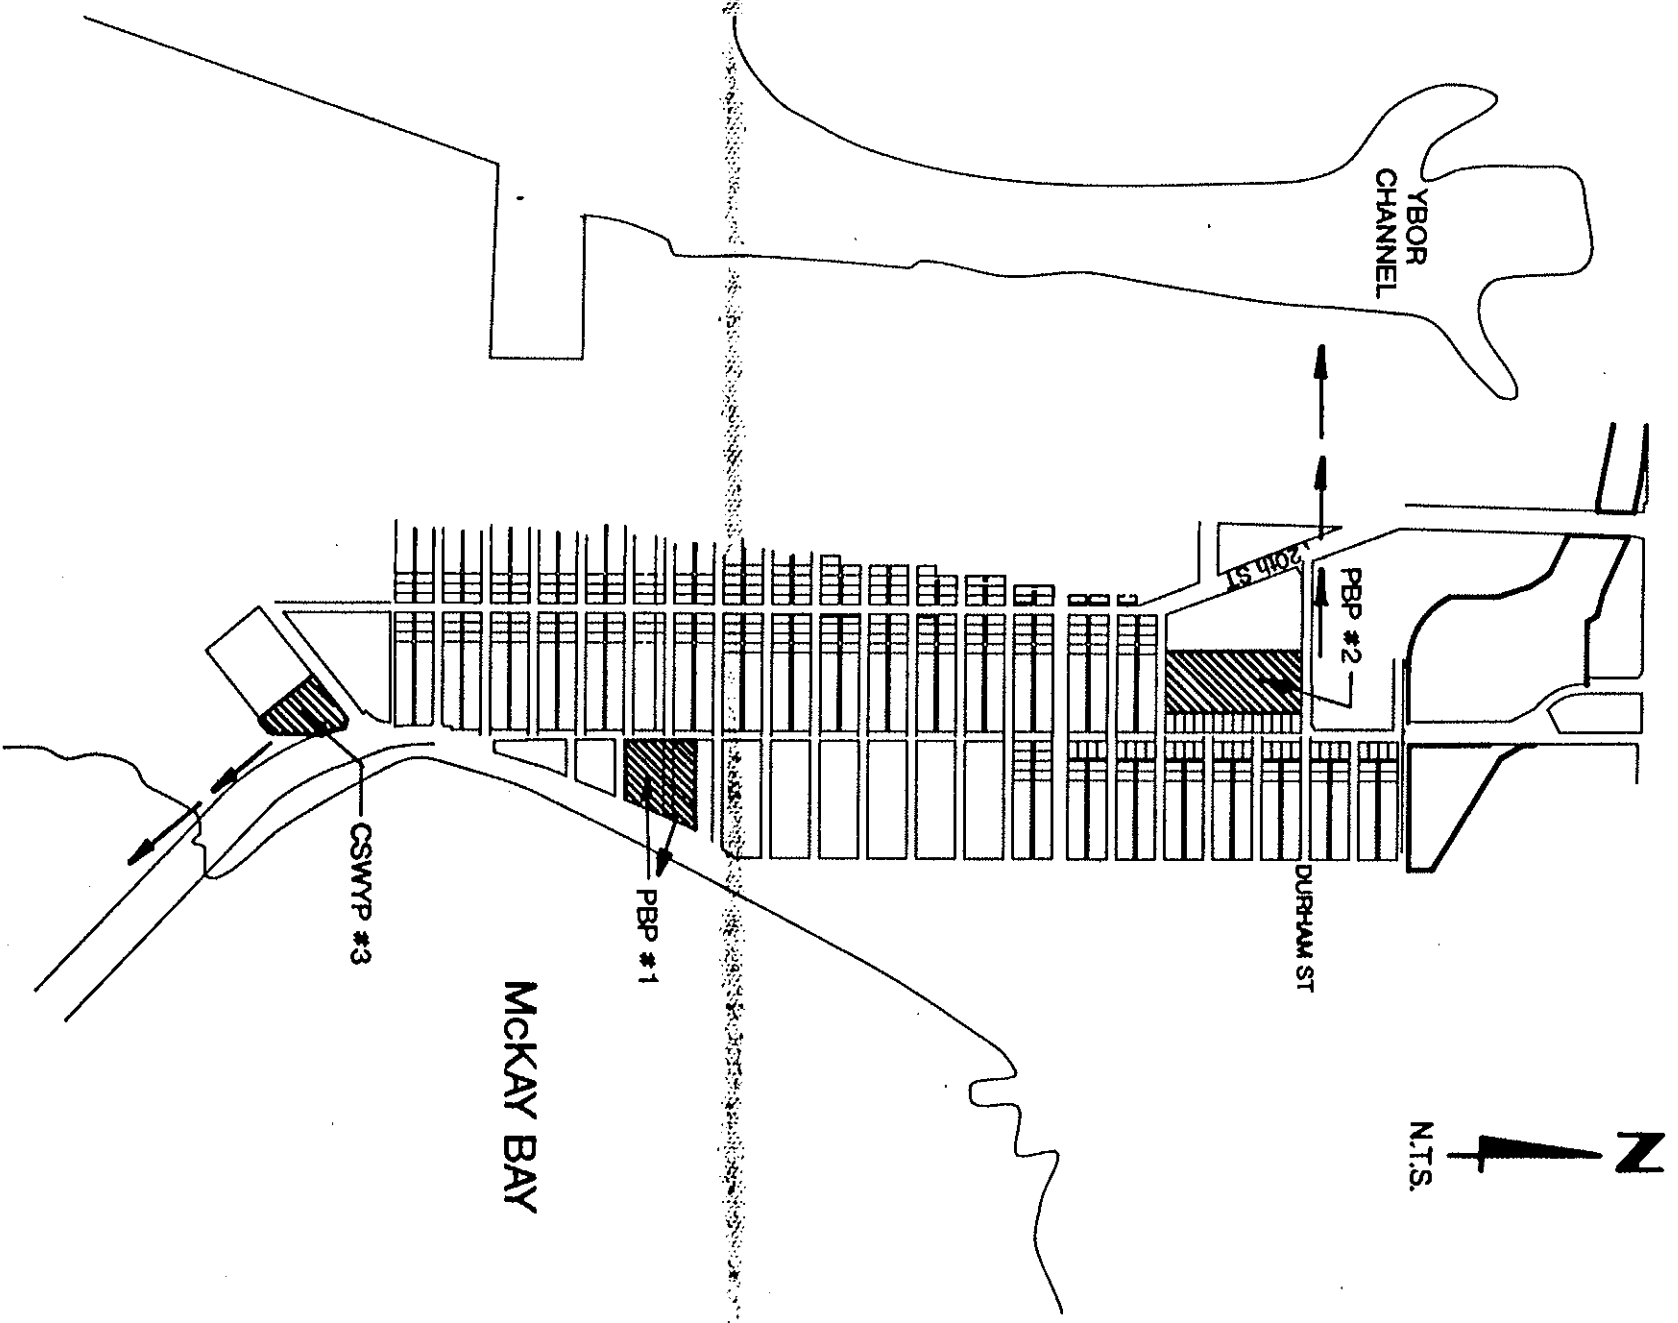 YBOR
CHANNEL
20th ST
PBP #2
DURHAM ST
PBP #1
CSWYP #3
McKAY BAY
N
N.T.S.